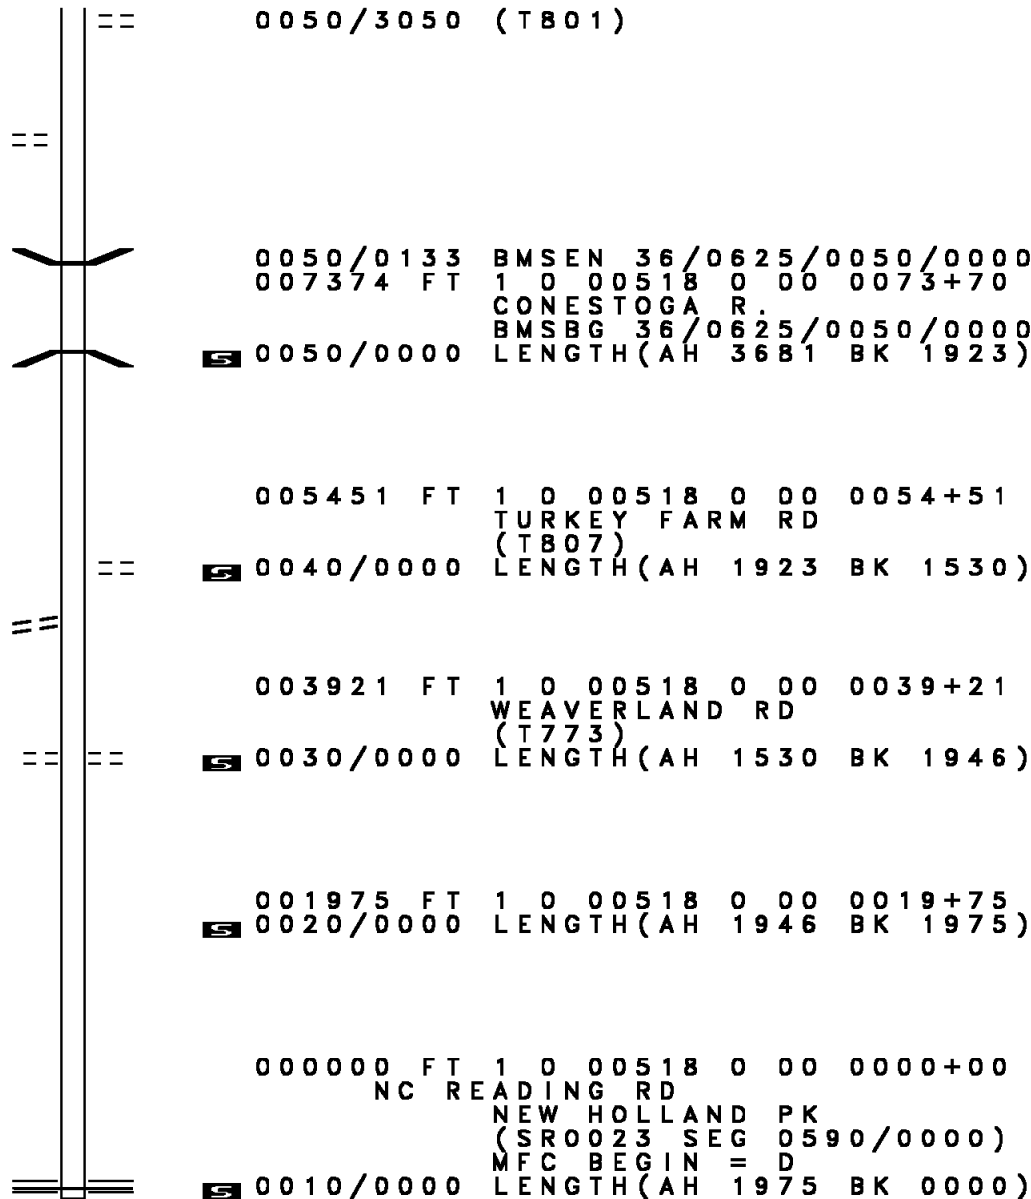 0050/3050 (T801)
0050/0133 BMSEN 36/0625/0050/0000
007374 FT 1 0 00518 0 00 0073+70
CONESTOGA R.
BMSBG 36/0625/0050/0000
S 0050/0000 LENGTH(AH 3681 BK 1923)
005451 FT 1 0 00518 0 00 0054+51
TURKEY FARM RD
(T807)
S 0040/0000 LENGTH(AH 1923 BK 1530)
003921 FT 1 0 00518 0 00 0039+21
WEAVERLAND RD
(T773)
S 0030/0000 LENGTH(AH 1530 BK 1946)
001975 FT 1 0 00518 0 00 0019+75
S 0020/0000 LENGTH(AH 1946 BK 1975)
000000 FT 1 0 00518 0 00 0000+00
NC READING RD
NEW HOLLAND PK
(SR0023 SEG 0590/0000)
MFC BEGIN = D
S 0010/0000 LENGTH(AH 1975 BK 0000)